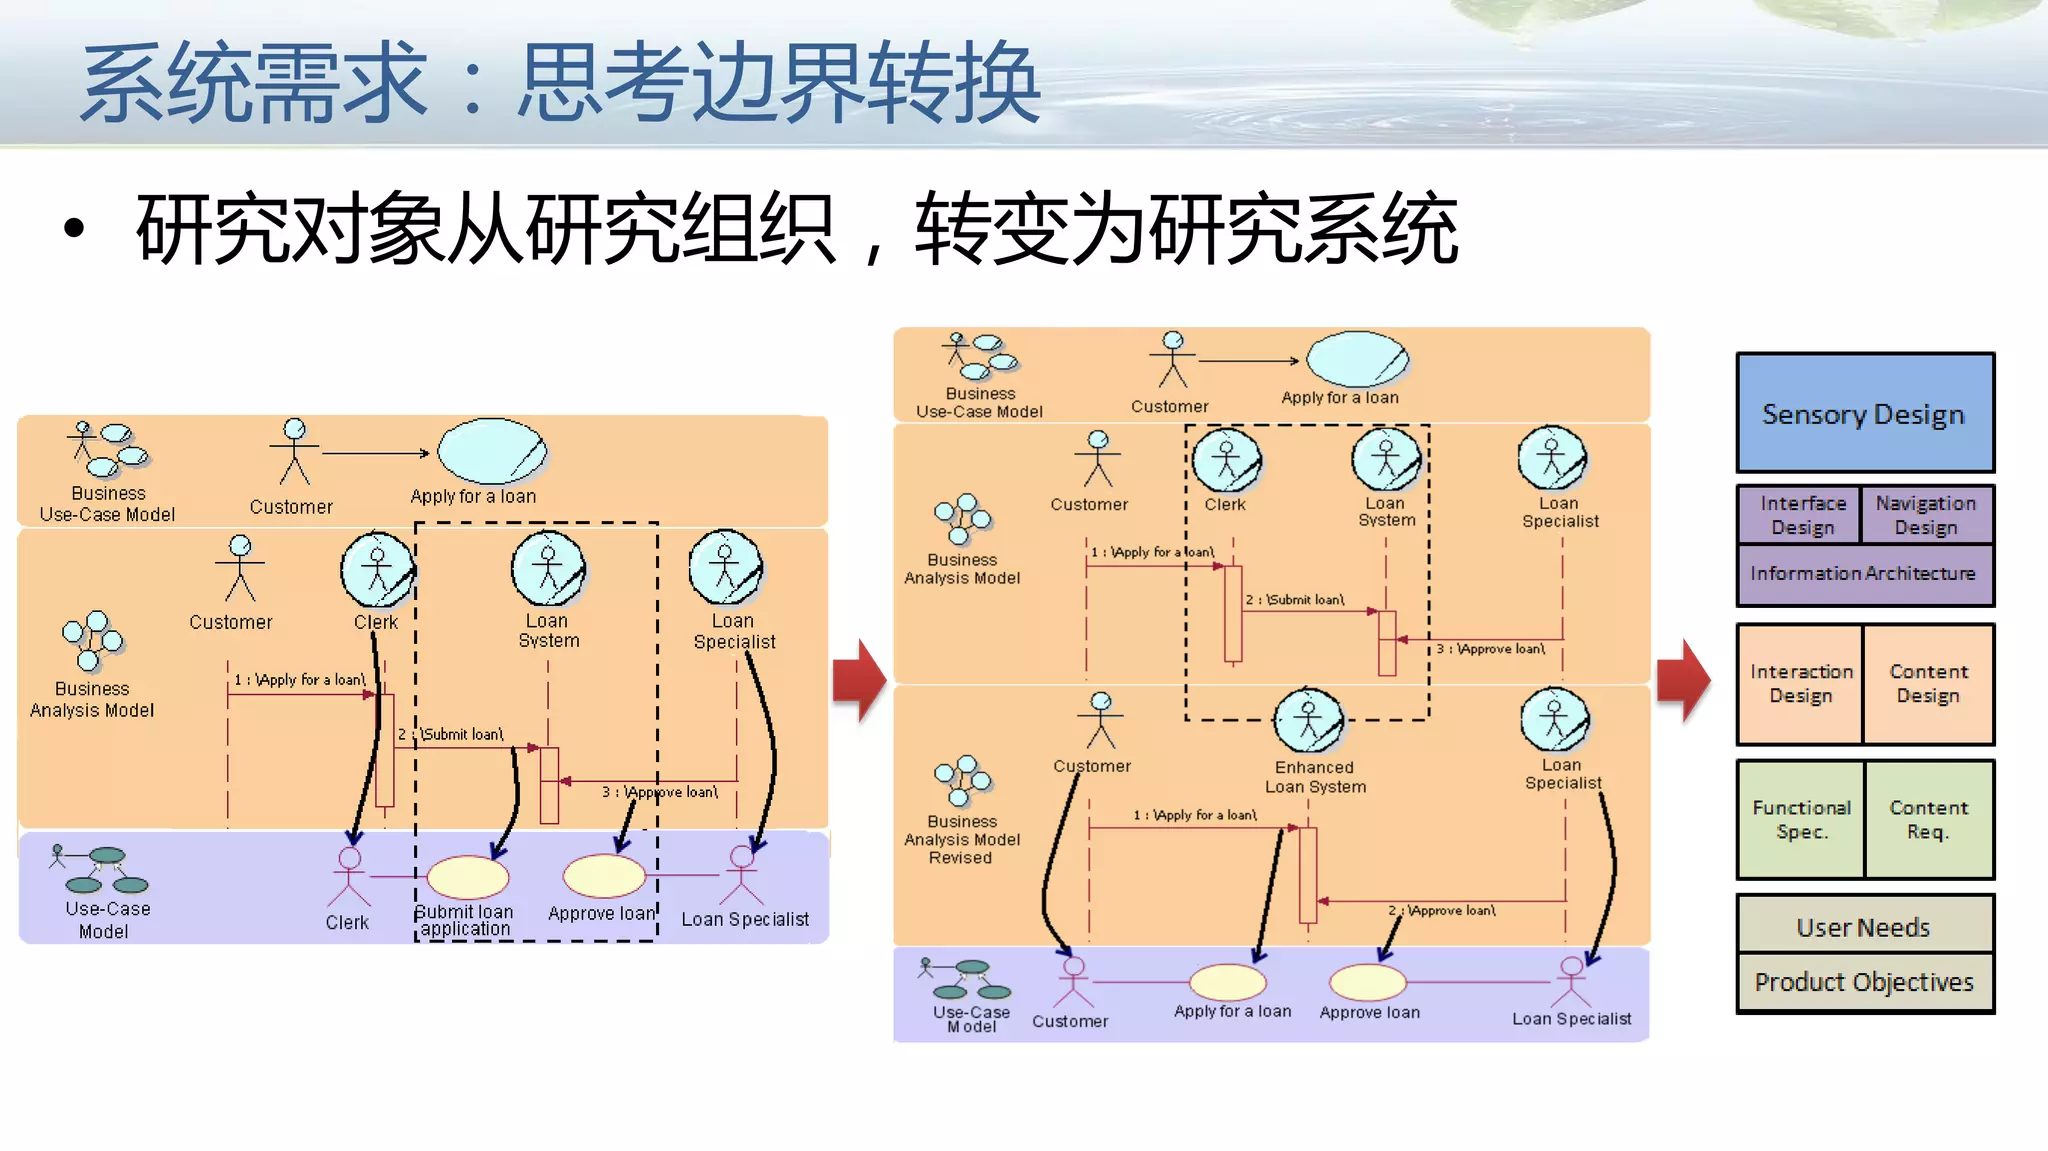 系统需求：思考边界转换
• 研究对象从研究组织，转变为研究系统
Business
Use-Case Model
Customer
Apply for a loan
Customer
Clerk
Loan
System
Loan
Specialist
Business
Analysis Model
1 : \Apply for a loan\
2 : \Submit loan\
3 : \Approve loan\
Use-Case
Model
Clerk
Submit loan
application
Approve loan
Loan Specialist
Business
Use-Case Model
Customer
Apply for a loan
Customer
Clerk
Loan
System
Loan
Specialist
Business
Analysis Model
1 : \Apply for a loan\
2 : \Submit loan\
3 : \Approve loan\
Customer
Enhanced
Loan System
Loan
Specialist
Business
Analysis Model
Revised
1 : \Apply for a loan\
2 : \Approve loan\
Use-Case
Model
Customer
Apply for a loan
Approve loan
Loan Specialist
Sensory Design
Interface
Design
Navigation
Design
Information Architecture
Interaction
Design
Content
Design
Functional
Spec.
Content
Req.
User Needs
Product Objectives